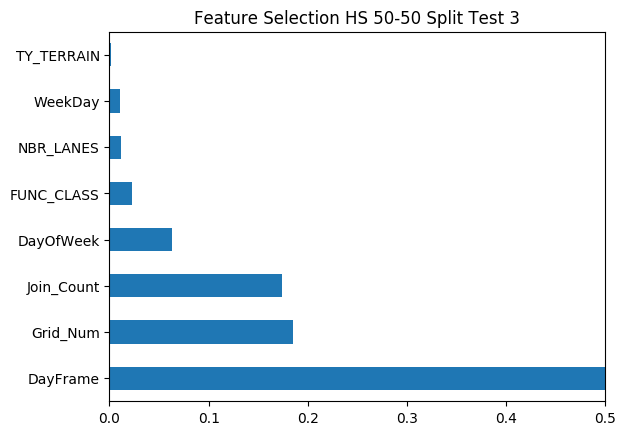 Feature Selection HS 50-50 Split Test 3
TY_TERRAIN
WeekDay
NBR_LANES
FUNC_CLASS
DayOfWeek
Join_Count
Grid_Num
DayFrame
0.0 0.1 0.2 0.3 0.4 0.5